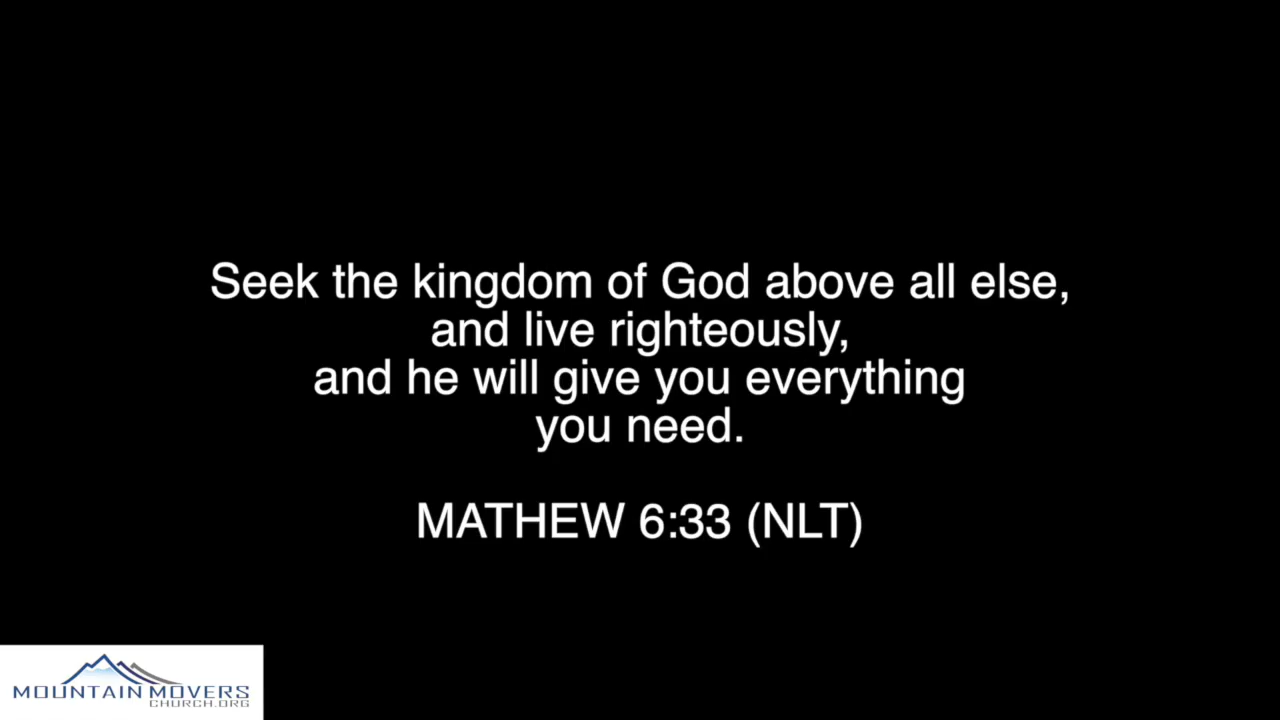 Seek the kingdom of God above all else,
and live righteously,
and he will give you everything
you need.
MATHEW 6:33 (NLT)
MOUNTAIN MOVERS
CHURCH.ORG